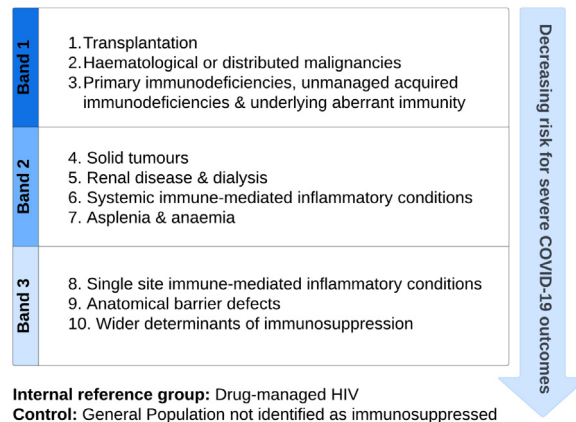 Band 1
1.Transplantation
2.Haematological or distributed malignancies
3.Primary immunodeficiencies, unmanaged acquired
immunodeficiencies & underlying aberrant immunity
Band 2
4. Solid tumours
5. Renal disease & dialysis
6. Systemic immune-mediated inflammatory conditions
7. Asplenia & anaemia
Band 3
8. Single site immune-mediated inflammatory conditions
9. Anatomical barrier defects
10. Wider determinants of immunosuppression
Decreasing risk for severe COVID-19 outcomes
Internal reference group: Drug-managed HIV
Control: General Population not identified as immunosuppressed